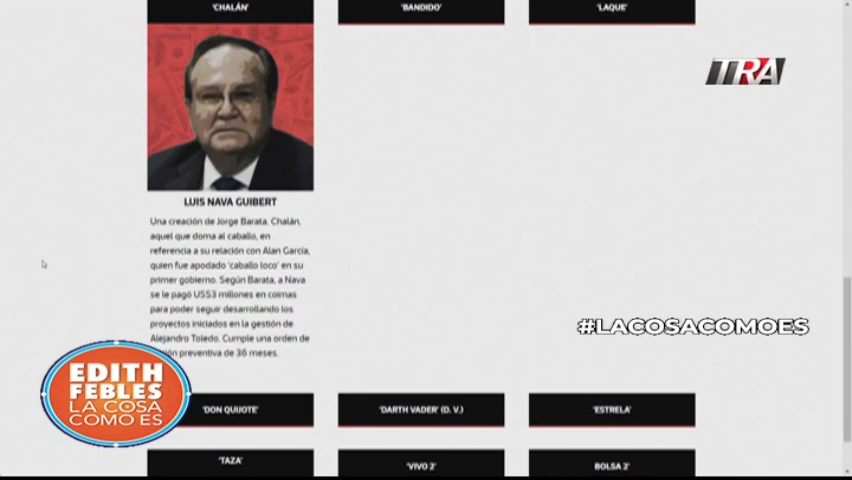 'CHALÁN'
'BANDIDO'
'LAQUE'
TRA
LUIS NAVA GUIBERT
Una creación de Jorge Barata. Chalán,
aquel que doma al caballo, en
referencia a su relación con Alan García,
quien fue apodado 'caballo loco' en su
primer gobierno. Según Barata, a Nava
se le pagó US$3 millones en coimas
para poder seguir desarrollando los
proyectos iniciados en la gestión de
Alejandro Toledo. Cumple una orden de
preventiva de 36 meses.
#LACOSACOMOES
EDITH
FEBLES
LA COSA
COMO ES
'DON QUIJOTE'
'DARTH VADER' (D. V.)
'ESTRELA'
'TAZA'
'VIVO 2'
BOLSA 2'